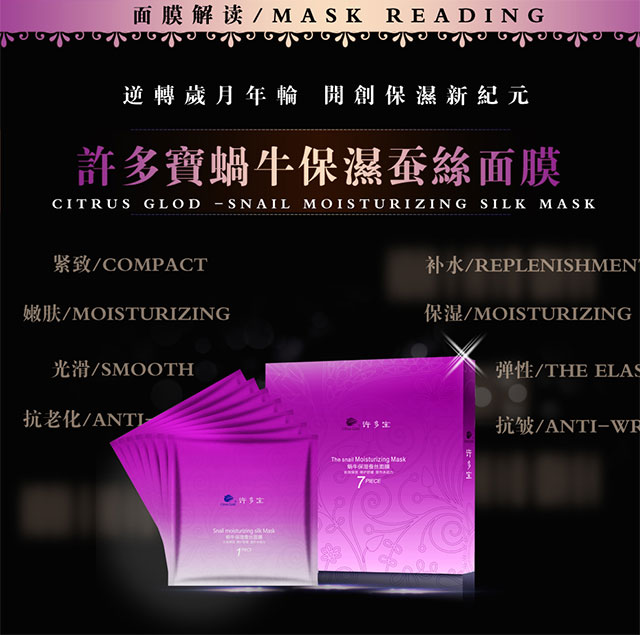 面膜解读/MASK READING
逆轉歲月年輪 開創保濕新紀元
許多寶蝸牛保濕蚕絲面膜
CITRUS GLOD -SNAIL MOISTURIZING SILK MASK
紧致/COMPACT
补水/REPLENISHMEN
嫩肤/MOISTURIZING
保湿/MOISTURIZING
光滑/SMOOTH
弹性/THE ELAS
抗老化/ANTI-
抗皱/ANTI-WR
许多宝
The snail Moisturizing Mask
蜗牛保湿蚕丝面膜
7 PIECE
许多宝
许多宝
Snail moisturizing silk Mask
蜗牛保湿蚕丝面膜
1 PIECE